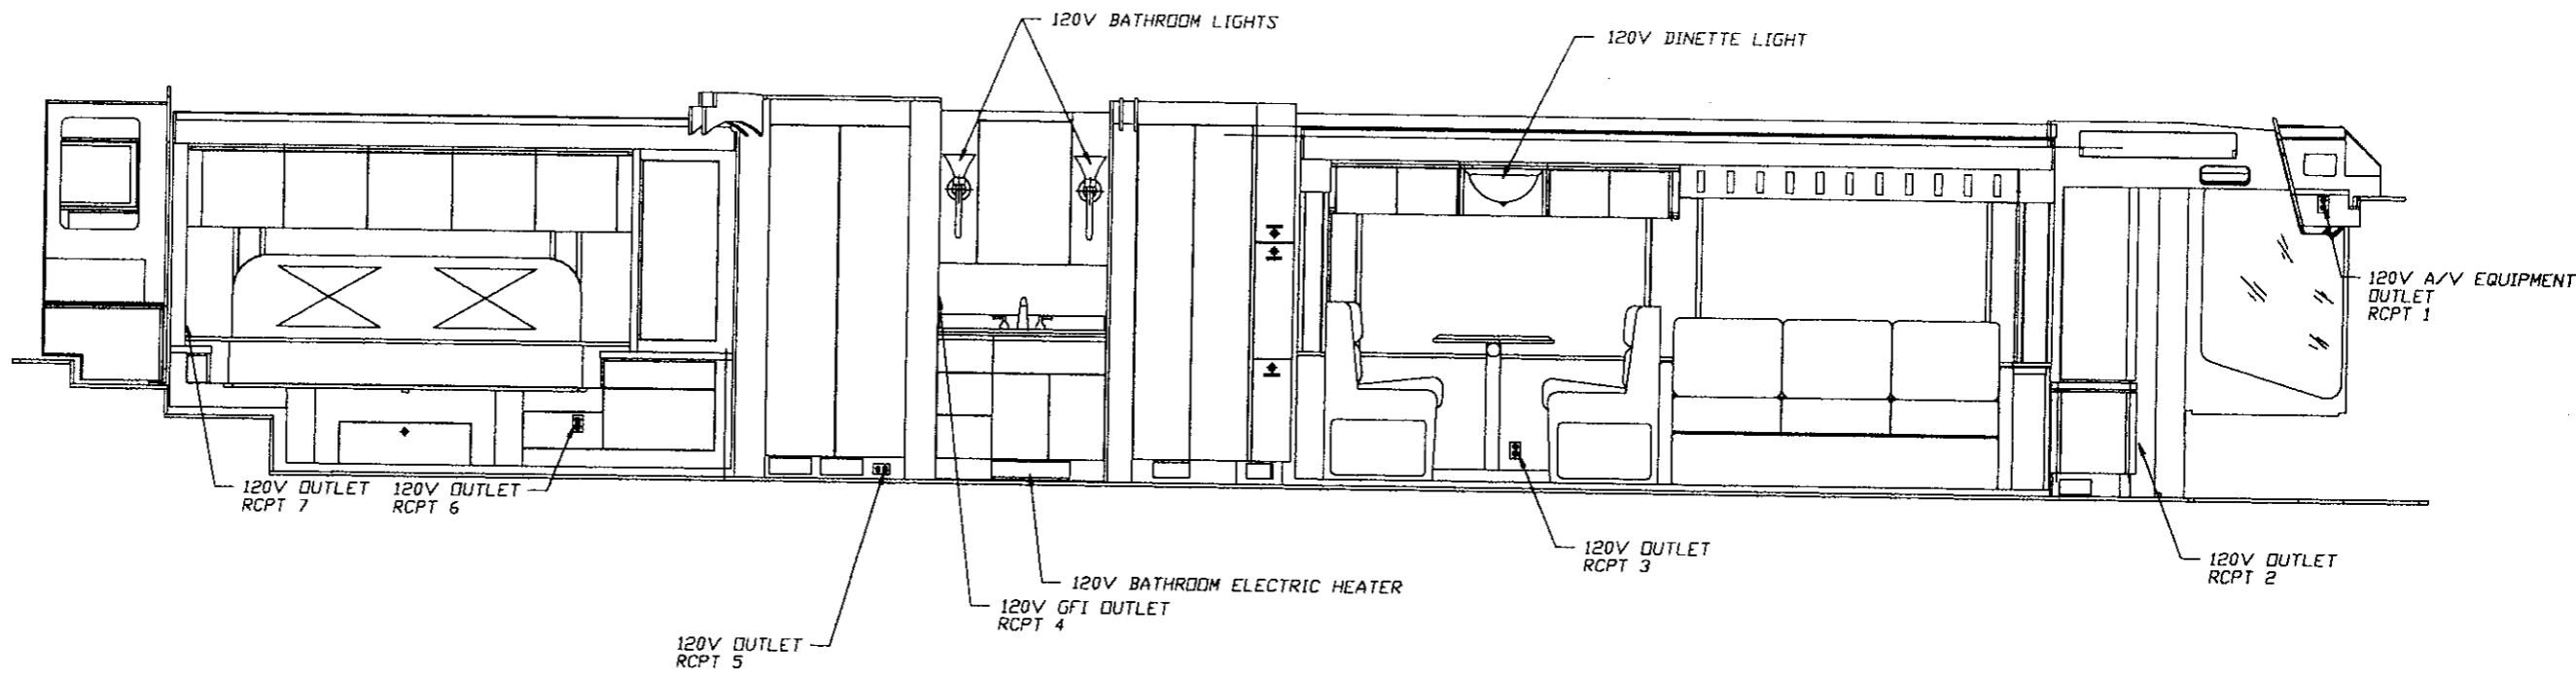 120V BATHROOM LIGHTS
120V DINETTE LIGHT
120V A/V EQUIPMENT
OUTLET
RCPT 1
120V OUTLET
RCPT 7
120V OUTLET
RCPT 6
120V OUTLET
RCPT 3
120V OUTLET
RCPT 2
120V BATHROOM ELECTRIC HEATER
120V GFI OUTLET
RCPT 4
120V OUTLET
RCPT 5